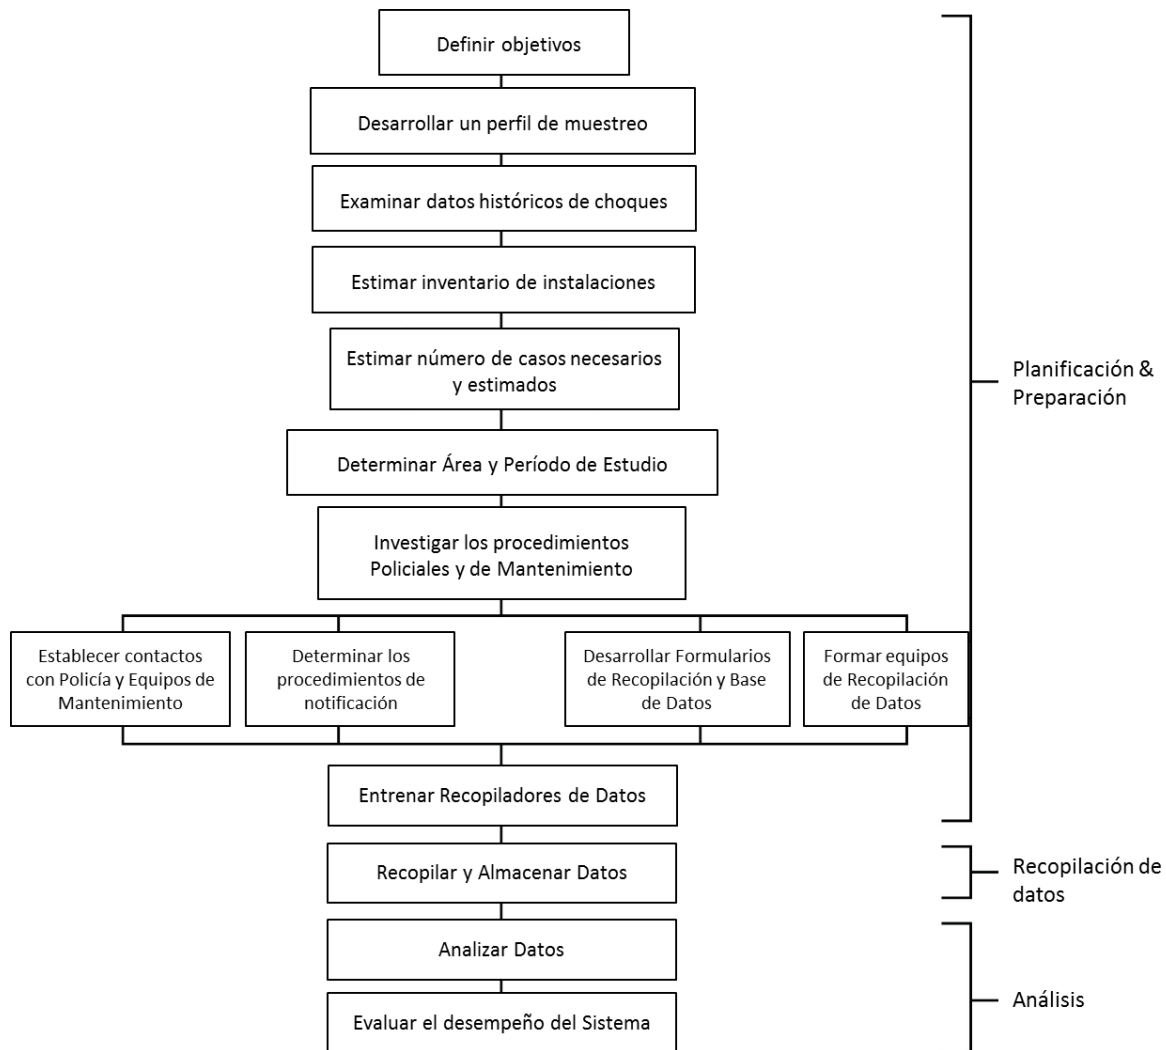 Definir objetivos
Desarrollar un perfil de muestreo
Examinar datos históricos de choques
Estimar inventario de instalaciones
Estimar número de casos necesarios
y estimados
Planificación &
Preparación
Determinar Área y Período de Estudio
Investigar los procedimientos
Policiales y de Mantenimiento
Establecer contactos
con Policía y Equipos de
Mantenimiento
Determinar los
procedimientos de
notificación
Desarrollar Formularios
de Recopilación y Base
de Datos
Formar equipos
de Recopilación
de Datos
Entrenar Recopiladores de Datos
Recopilar y Almacenar Datos
Recopilación de
datos
Analizar Datos
Análisis
Evaluar el desempeño del Sistema